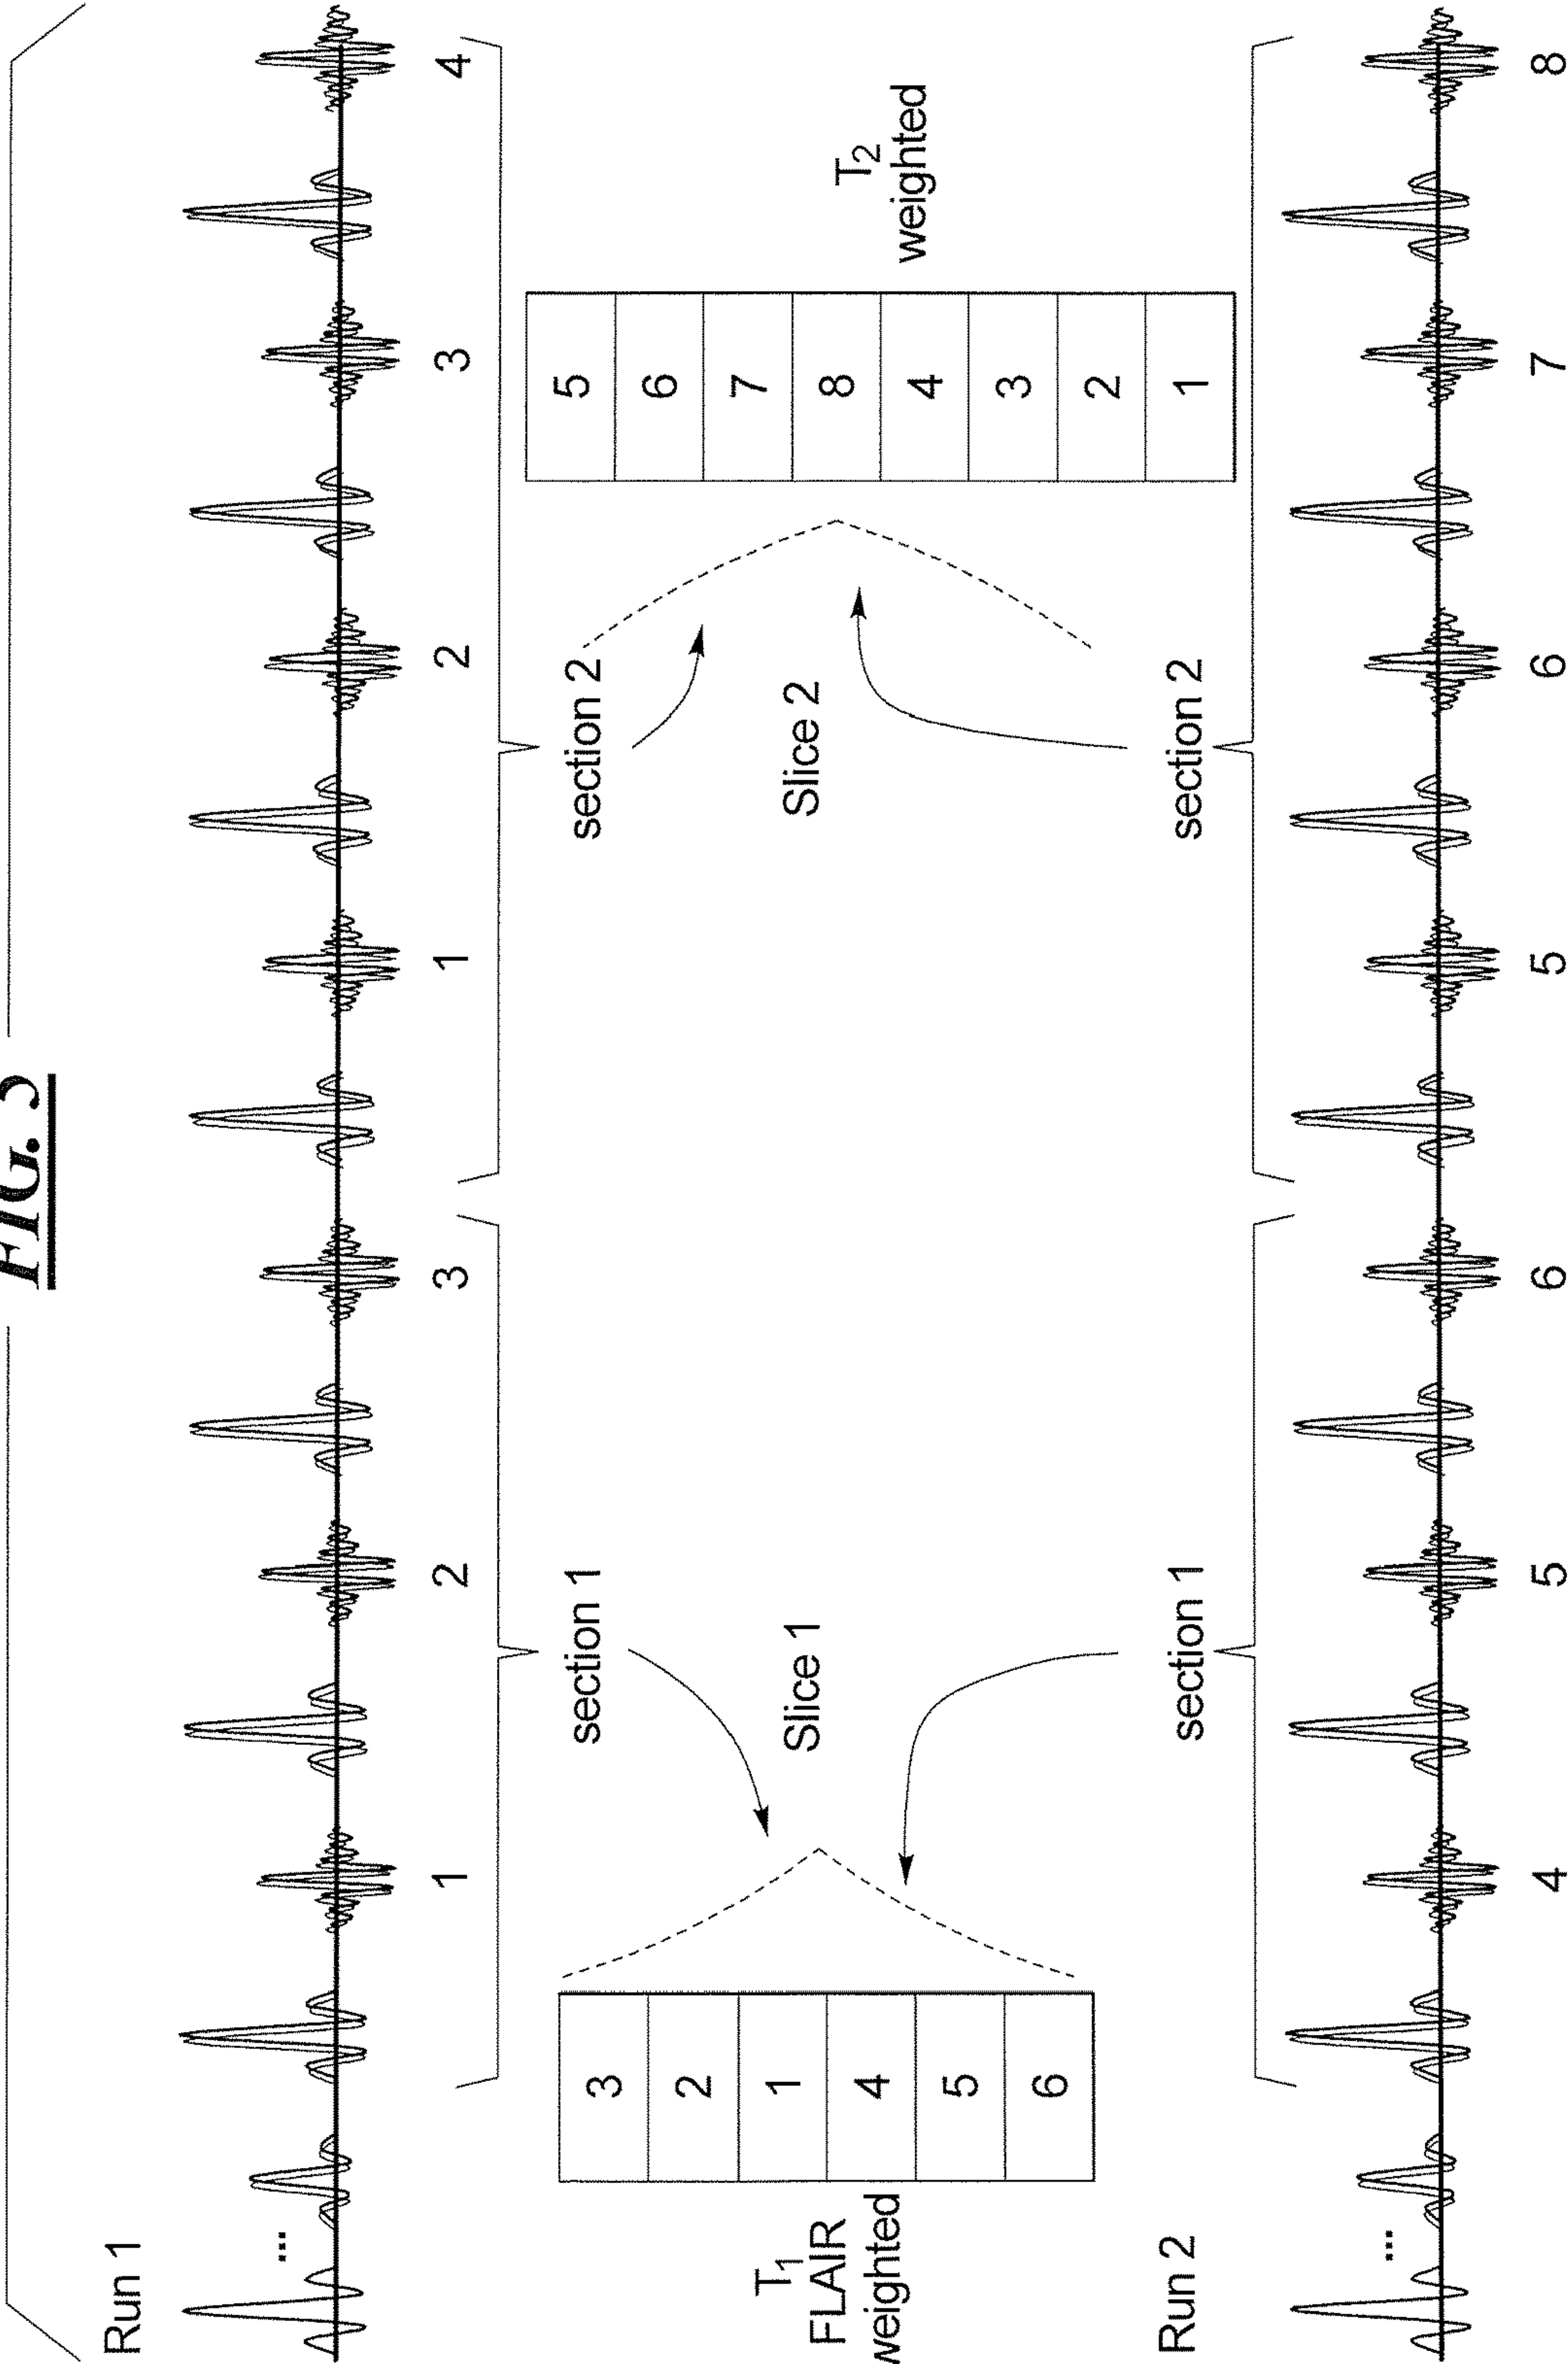 FIG.
Run 1
...
1 2 3 1 2 3 4
section 1
section 2
T₁
FLAIR
weighted
3
2
1
4
5
6
Slice 1
Slice 2
5
6
7
8
4
3
2
1
T₂
weighted
section 1
section 2
Run 2
...
4 5 6 5 6 7 8